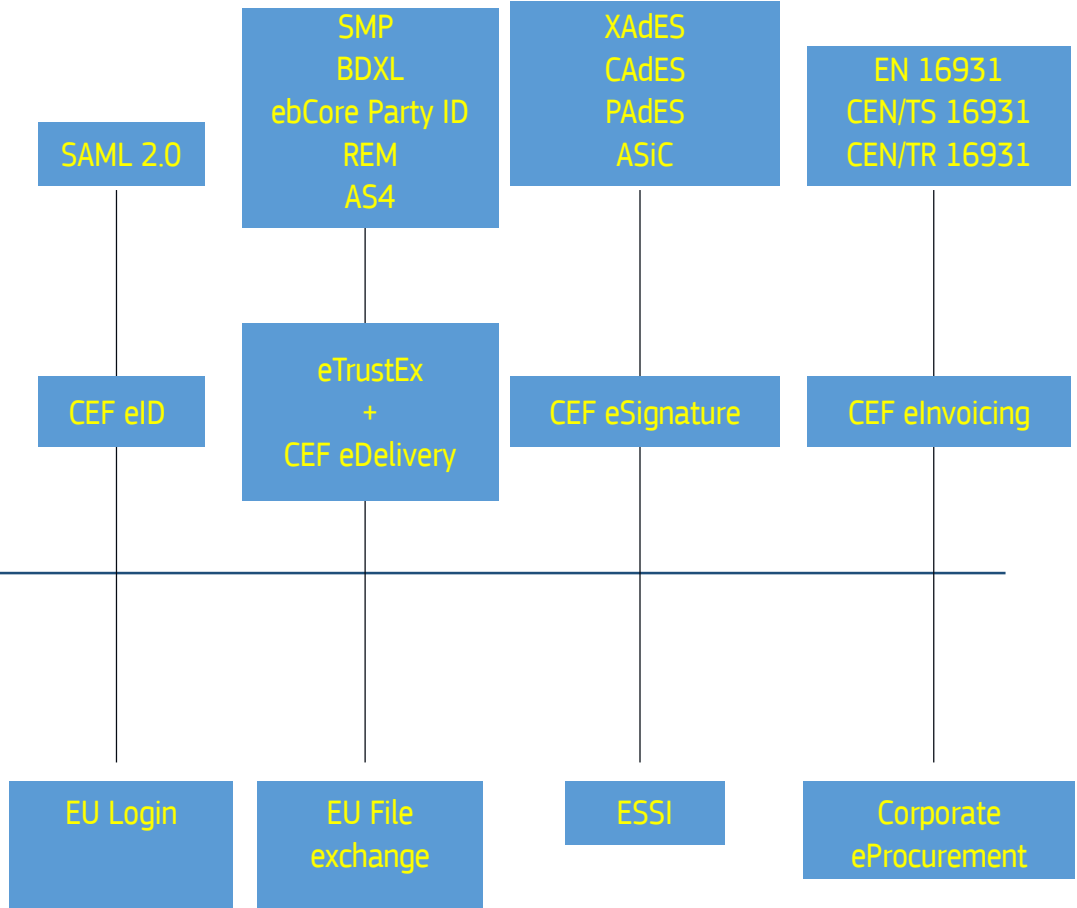 SAML 2.0
SMP
BDXL
ebCore Party ID
REM
AS4
XAdES
CAdES
PAdES
ASiC
EN 16931
CEN/TS 16931
CEN/TR 16931
CEF eID
eTrustEx
+
CEF eDelivery
CEF eSignature
CEF eInvoicing
EU Login
EU File
exchange
ESSI
Corporate
eProcurement